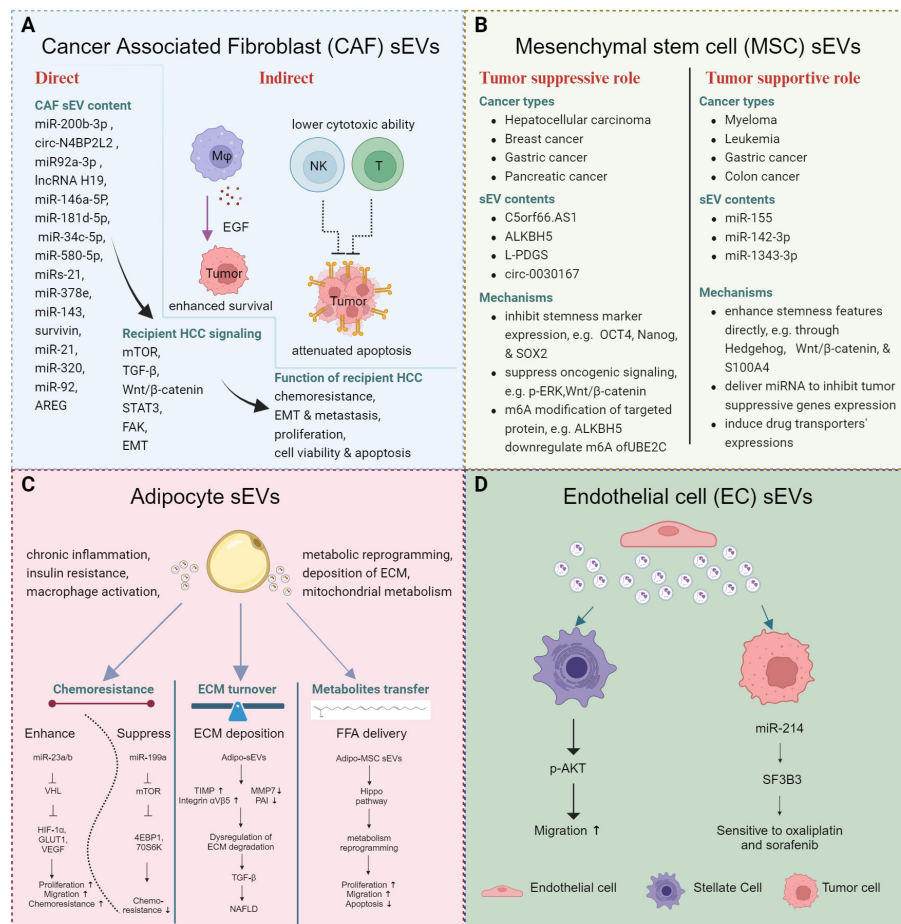 A
Cancer Associated Fibroblast (CAF) sEVs
Direct
Indirect
CAF sEV content
miR-200b-3p ,
circ-N4BP2L2 ,
miR92a-3p ,
lncRNA H19,
miR-146a-5P,
miR-181d-5p,
miR-34c-5p,
miR-580-5p,
miRs-21,
miR-378e,
miR-143,
survivin,
miR-21,
miR-320,
miR-92,
AREG
Recipient HCC signaling
mTOR,
TGF-β,
Wnt/β-catenin
STAT3,
FAK,
EMT
Mφ
EGF
Tumor
enhanced survival
lower cytotoxic ability
NK
T
Tumor
attenuated apoptosis
Function of recipient HCC
chemoresistance,
EMT & metastasis,
proliferation,
cell viability & apoptosis
B
Mesenchymal stem cell (MSC) sEVs
Tumor suppressive role
Cancer types
• Hepatocellular carcinoma
• Breast cancer
• Gastric cancer
• Pancreatic cancer
sEV contents
• C5orf66.AS1
• ALKBH5
• L-PDGS
• circ-0030167
Mechanisms
• inhibit stemness marker
expression, e.g. OCT4, Nanog,
& SOX2
• suppress oncogenic signaling,
e.g. p-ERK,Wnt/β-catenin
• m6A modification of targeted
protein, e.g. ALKBH5
downregulate m6A ofUBE2C
Tumor supportive role
Cancer types
• Myeloma
• Leukemia
• Gastric cancer
• Colon cancer
sEV contents
• miR-155
• miR-142-3p
• miR-1343-3p
Mechanisms
• enhance stemness features
directly, e.g. through
Hedgehog, Wnt/β-catenin, &
S100A4
• deliver miRNA to inhibit tumor
suppressive genes expression
• induce drug transporters'
expressions
C
Adipocyte sEVs
chronic inflammation,
insulin resistance,
macrophage activation,
metabolic reprogramming,
deposition of ECM,
mitochondrial metabolism
Chemoresistance
Enhance
miR-23a/b
VHL
HIF-1α,
GLUT1,
VEGF
Proliferation ↑
Migration ↑
Chemoresistance ↑
Suppress
miR-199a
mTOR
4EBP1,
70S6K
Chemo-
resistance ↓
ECM turnover
ECM deposition
Adipo-sEVs
TIMP ↑ MMP7↓
Integrin αVβ5 ↑ PAI ↓
Dysregulation of
ECM degradation
TGF-β
NAFLD
Metabolites transfer
FFA delivery
Adipo-MSC sEVs
Hippo
pathway
metabolism
reprogramming
Proliferation ↑
Migration ↑
Apoptosis ↓
D
Endothelial cell (EC) sEVs
p-AKT
Migration ↑
miR-214
SF3B3
Sensitive to oxaliplatin
and sorafenib
Endothelial cell
Stellate Cell
Tumor cell